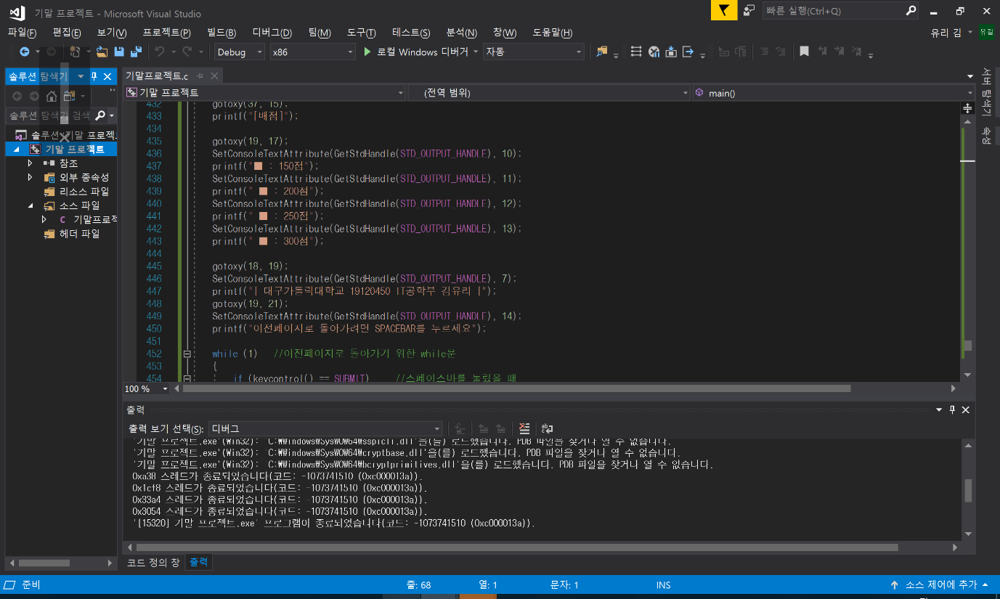 기말 프로젝트 - Microsoft Visual Studio
빠른 실행(Ctrl+Q)
파일(F) 편집(E) 보기(V) 프로젝트(P) 빌드(B) 디버그(D) 팀(M) 도구(T) 테스트(S) 분석(N) 창(W) 도움말(H)
유리 김 유김
Debug x86 로컬 Windows 디버거 자동
솔루션 탐색기
솔루션 탐색기 검색
솔루션 '기말 프로젝트
기말 프로젝트
참조
외부 종속성
리소스 파일
소스 파일
C 기말프로젝
헤더 파일
기말프로젝트.c
기말 프로젝트 (전역 범위) main()
432 gotoxy(37, 15);
433 printf("[배점]");
434
435 gotoxy(19, 17);
436 SetConsoleTextAttribute(GetStdHandle(STD_OUTPUT_HANDLE), 10);
437 printf("■ : 150점");
438 SetConsoleTextAttribute(GetStdHandle(STD_OUTPUT_HANDLE), 11);
439 printf(" ■ : 200점");
440 SetConsoleTextAttribute(GetStdHandle(STD_OUTPUT_HANDLE), 12);
441 printf(" ■ : 250점");
442 SetConsoleTextAttribute(GetStdHandle(STD_OUTPUT_HANDLE), 13);
443 printf(" ■ : 300점");
444
445 gotoxy(18, 19);
446 SetConsoleTextAttribute(GetStdHandle(STD_OUTPUT_HANDLE), 7);
447 printf("| 대구가톨릭대학교 19120450 IT공학부 김유리 |");
448 gotoxy(19, 21);
449 SetConsoleTextAttribute(GetStdHandle(STD_OUTPUT_HANDLE), 14);
450 printf("이전페이지로 돌아가려면 SPACEBAR를 누르세요");
451
452 while (1) //이전페이지로 돌아가기 위한 while문
453 {
454 if (keycontrol() == SUBMIT) //스페이스바를 눌렀을 때
100 %
출력
출력 보기 선택(S): 디버그
'기말 프로젝트.exe'(Win32): 'C:\Windows\SysWOW64\sspicli.dll'을(를) 로드했습니다. PDB 파일을 찾거나 열 수 없습니다.
'기말 프로젝트.exe'(Win32): 'C:\Windows\SysWOW64\cryptbase.dll'을(를) 로드했습니다. PDB 파일을 찾거나 열 수 없습니다.
'기말 프로젝트.exe'(Win32): 'C:\Windows\SysWOW64\bcryptprimitives.dll'을(를) 로드했습니다. PDB 파일을 찾거나 열 수 없습니다.
0xa38 스레드가 종료되었습니다(코드: -1073741510 (0xc000013a)).
0x1cf8 스레드가 종료되었습니다(코드: -1073741510 (0xc000013a)).
0x33a4 스레드가 종료되었습니다(코드: -1073741510 (0xc000013a)).
0x3054 스레드가 종료되었습니다(코드: -1073741510 (0xc000013a)).
'[15320] 기말 프로젝트.exe' 프로그램이 종료되었습니다(코드: -1073741510 (0xc000013a)).
코드 정의 창 출력
서버 탐색기
속성
준비 줄: 68 열: 1 문자: 1 INS 소스 제어에 추가